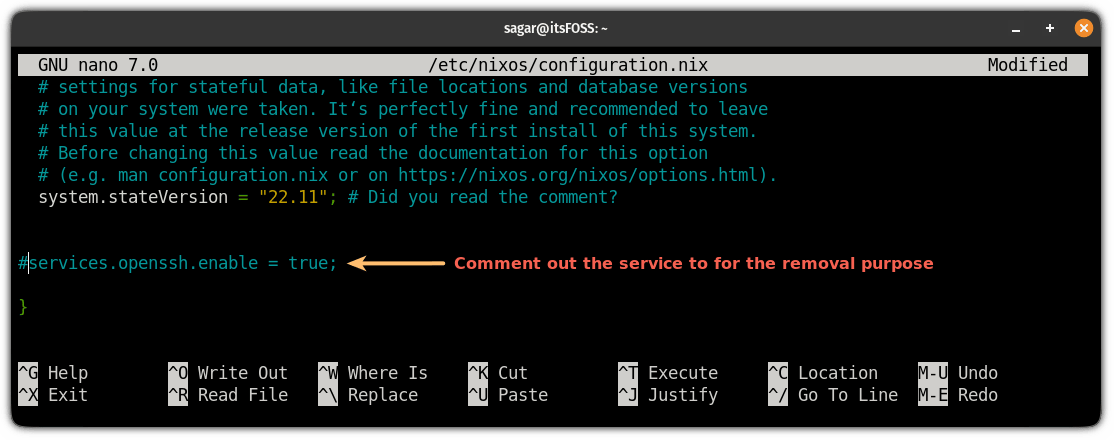 sagar@itsFOSS: ~
GNU nano 7.0 /etc/nixos/configuration.nix Modified
# settings for stateful data, like file locations and database versions
# on your system were taken. It‘s perfectly fine and recommended to leave
# this value at the release version of the first install of this system.
# Before changing this value read the documentation for this option
# (e.g. man configuration.nix or on https://nixos.org/nixos/options.html).
system.stateVersion = "22.11"; # Did you read the comment?
#services.openssh.enable = true; Comment out the service to for the removal purpose
}
^G Help ^O Write Out ^W Where Is ^K Cut ^T Execute ^C Location M-U Undo
^X Exit ^R Read File ^\ Replace ^U Paste ^J Justify ^/ Go To Line M-E Redo